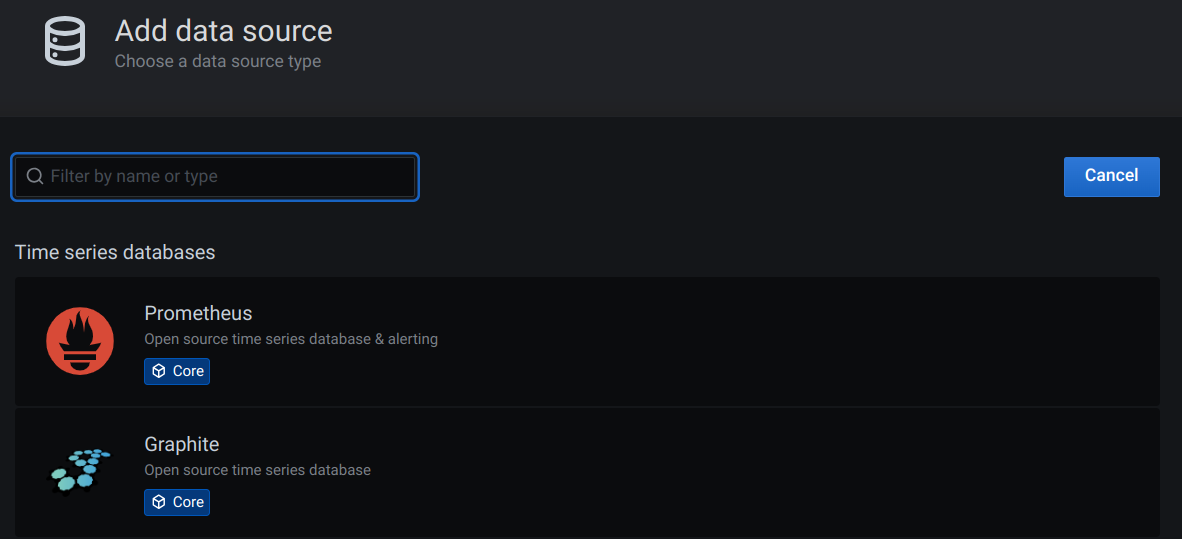 Add data source
Choose a data source type
Filter by name or type
Cancel
Time series databases
Prometheus
Open source time series database & alerting
Core
Graphite
Open source time series database
Core